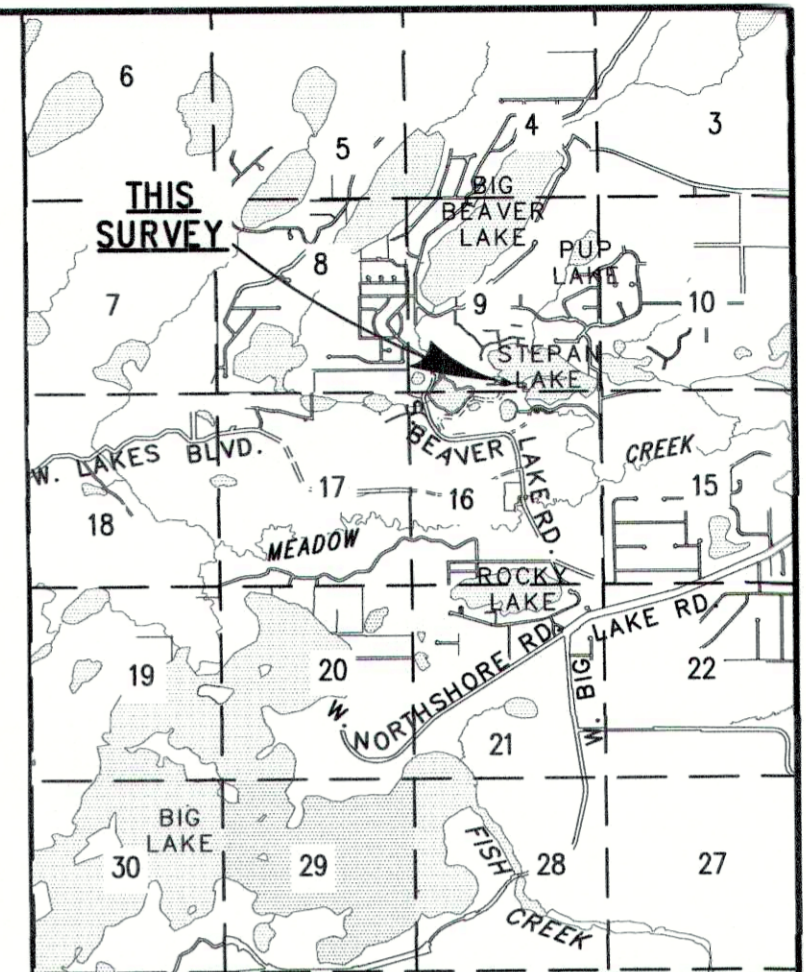 6
5
4
3
THIS
SURVEY
BIG
BEAVER
LAKE
PUP
LAKE
7
8
9
10
STEPAN
LAKE
W. LAKES BLVD.
BEAVER LAKE RD.
CREEK
18
17
16
15
MEADOW
ROCKY
LAKE
19
20
W. NORTHSHORE RD.
W. BIG LAKE RD.
22
21
BIG
LAKE
30
29
FISH
CREEK
28
27